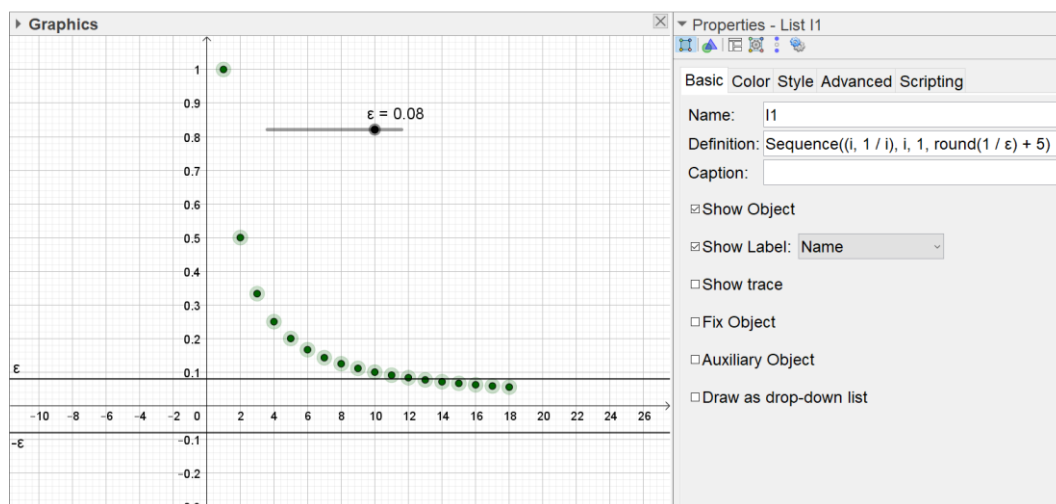 Graphics
Properties - List l1
Basic Color Style Advanced Scripting
Name: l1
Definition: Sequence((i, 1 / i), i, 1, round(1 / ε) + 5)
Caption:
Show Object
Show Label: Name
Show trace
Fix Object
Auxiliary Object
Draw as drop-down list
ε = 0.08
1
0.9
0.8
0.7
0.6
0.5
0.4
0.3
0.2
0.1
ε
−10 −8 −6 −4 −2 0 2 4 6 8 10 12 14 16 18 20 22 24 26
-ε
−0.1
−0.2